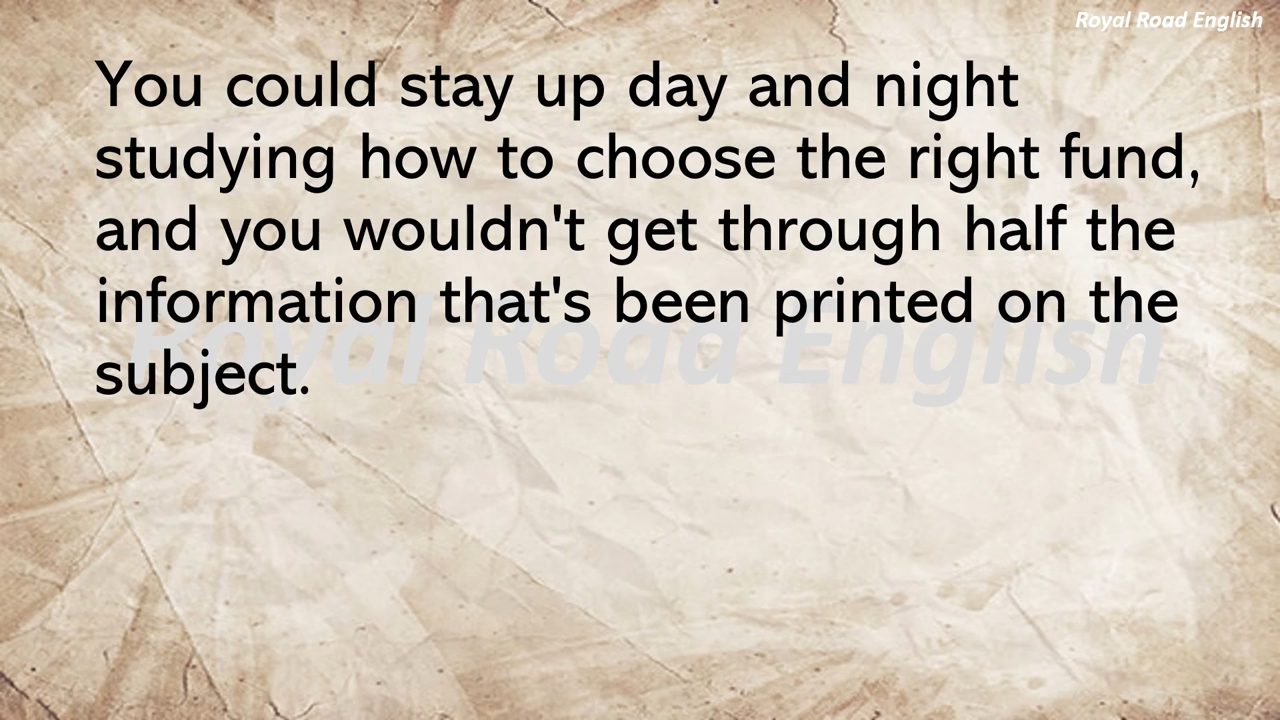 Royal Road English
You could stay up day and night
studying how to choose the right fund,
and you wouldn't get through half the
information that's been printed on the
subject.
Royal Road English